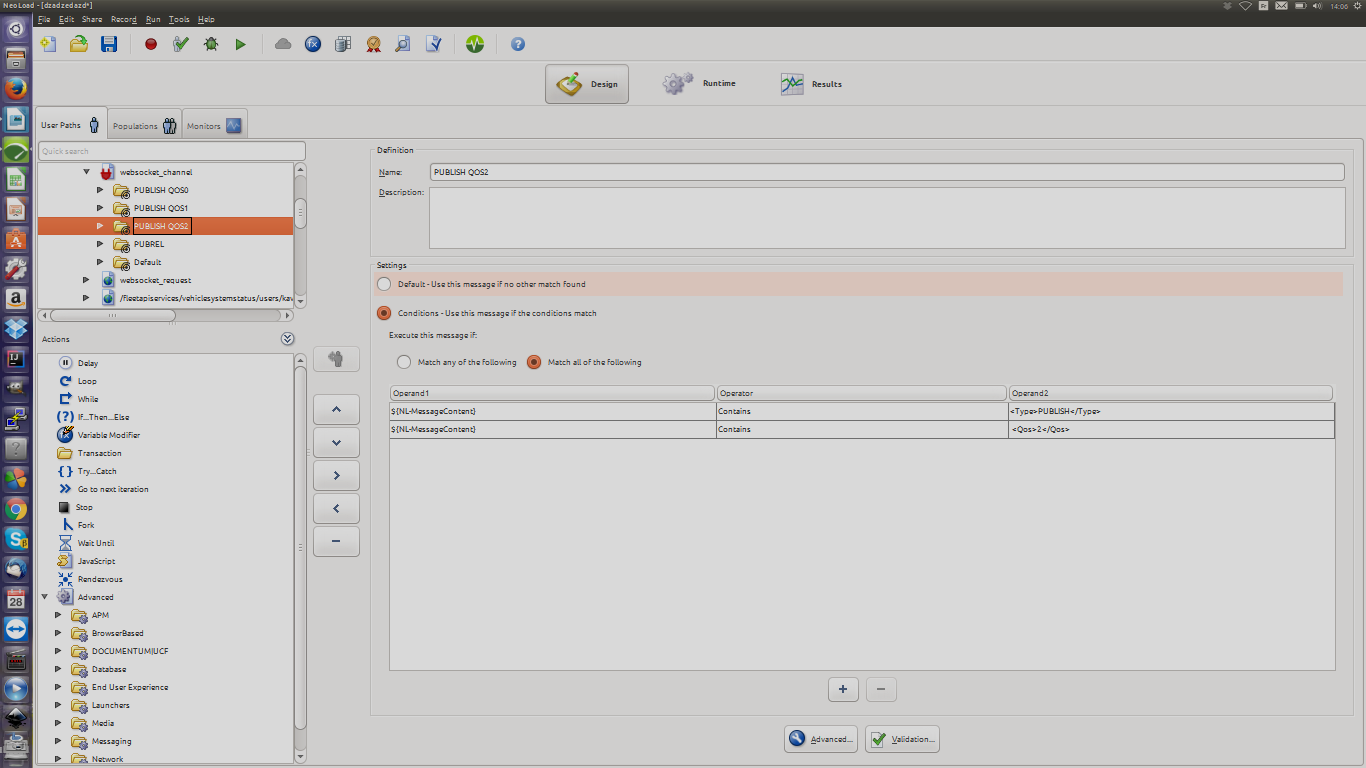 NeoLoad - [dzadzedazd*]
Fr
14:06
File Edit Share Record Run Tools Help
Design
Runtime
Results
User Paths
Populations
Monitors
Quick search
websocket_channel
PUBLISH QOS0
PUBLISH QOS1
PUBLISH QOS2
PUBREL
Default
websocket_request
/fleetapiservices/vehiclesystemstatus/users/kav
Actions
Delay
Loop
While
If...Then...Else
Variable Modifier
Transaction
Try...Catch
Go to next iteration
Stop
Fork
Wait Until
JavaScript
Rendezvous
Advanced
APM
BrowserBased
DOCUMENTUM|UCF
Database
End User Experience
Launchers
Media
Messaging
Network
Definition
Name: PUBLISH QOS2
Description:
Settings
Default - Use this message if no other match found
Conditions - Use this message if the conditions match
Execute this message if:
Match any of the following
Match all of the following
Operand1 Operator Operand2
${NL-MessageContent} Contains <Type>PUBLISH</Type>
${NL-MessageContent} Contains <Qos>2</Qos>
Advanced...
Validation...
28